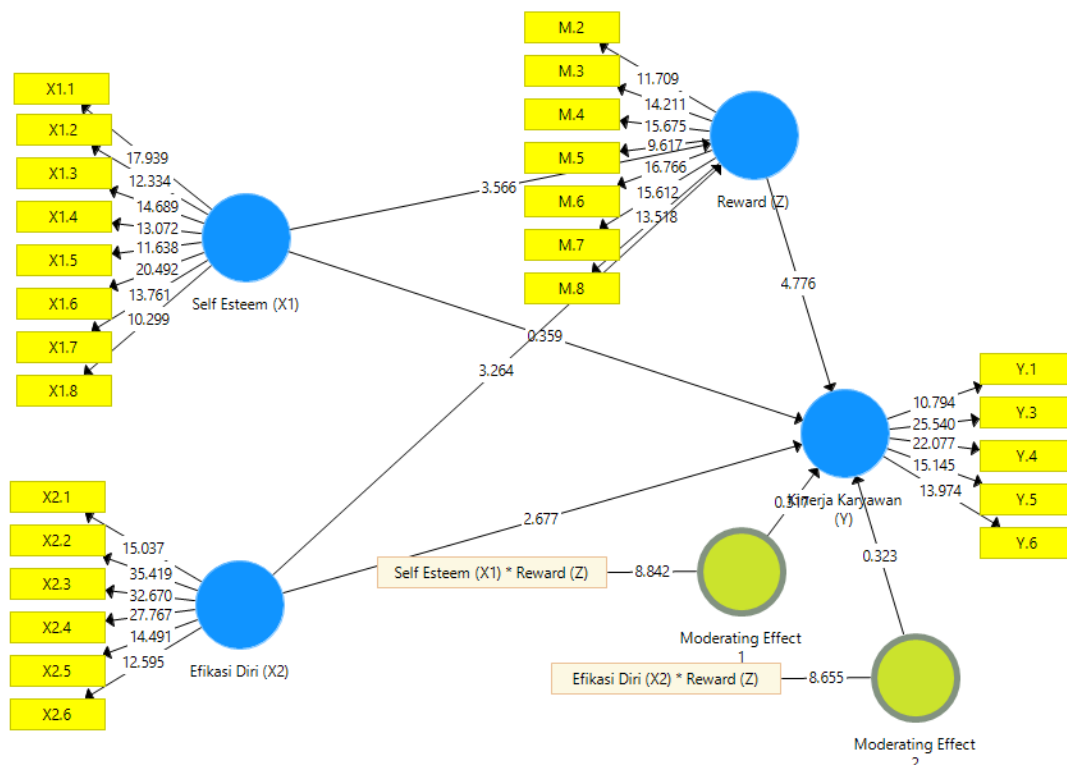 M.2
M.3
M.4
M.5
M.6
M.7
M.8
11.709
14.211
15.675
9.617
16.766
15.612
13.518
Reward (Z)
X1.1
X1.2
X1.3
X1.4
X1.5
X1.6
X1.7
X1.8
17.939
12.334
14.689
13.072
11.638
20.492
13.761
10.299
Self Esteem (X1)
3.566
0.359
3.264
4.776
2.677
X2.1
X2.2
X2.3
X2.4
X2.5
X2.6
15.037
35.419
32.670
27.767
14.491
12.595
Efikasi Diri (X2)
Y.1
Y.3
Y.4
Y.5
Y.6
10.794
25.540
22.077
15.145
13.974
Kinerja Karyawan
(Y)
0.323
Self Esteem (X1) * Reward (Z)
8.842
Moderating Effect
1
Efikasi Diri (X2) * Reward (Z)
8.655
Moderating Effect
2